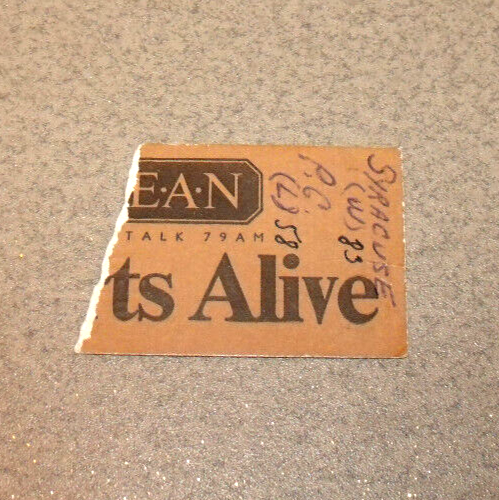 E·A·N
TALK 79AM
ts Alive
SYRACUSE
(W) 83
P.C.
(L) 58